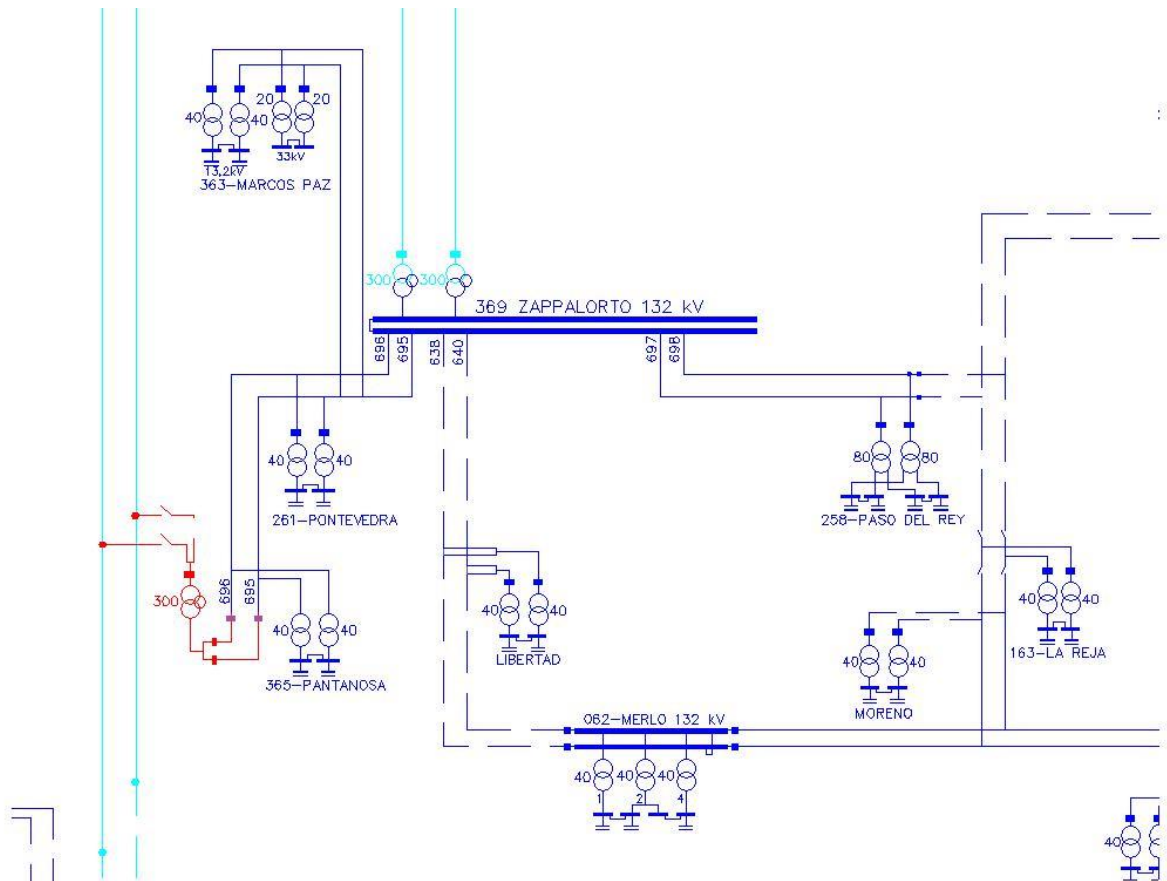 20 20
40 40
13,2kV
33kV
363-MARCOS PAZ
300 300
369 ZAPPALORTO 132 kV
696
695
638
640
697
698
40 40
261-PONTEVEDRA
80 80
258-PASO DEL REY
300
696
695
40 40
365-PANTANOSA
40 40
LIBERTAD
40 40
163-LA REJA
40 40
MORENO
062-MERLO 132 kV
40 40 40
1 2 4
40